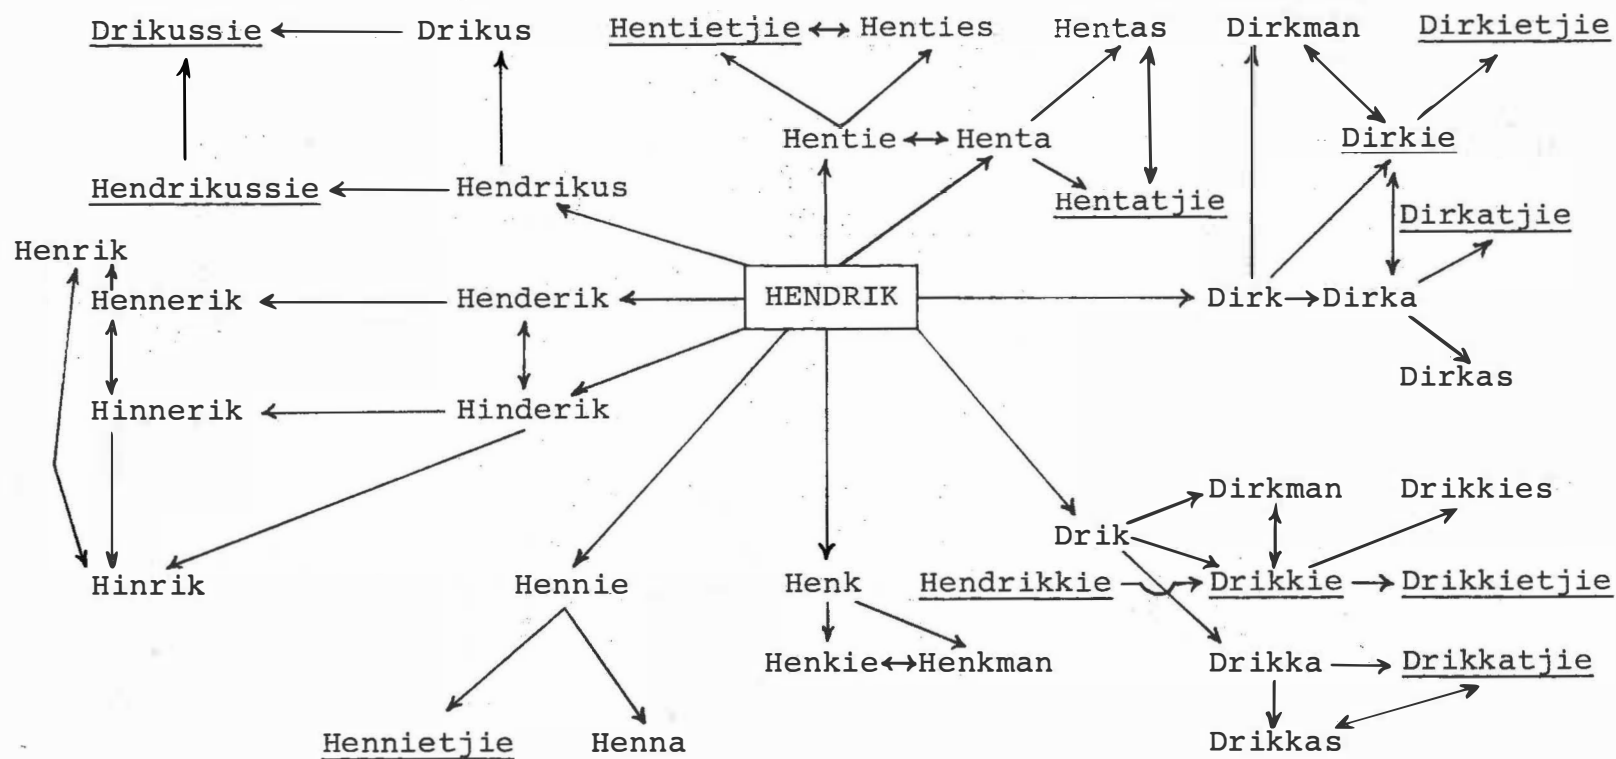 Drikussie Drikus Hentietjie Henties Hentas Dirkman Dirkietjie
Hentie Henta Dirkie
Hendrikussie Hendrikus Hentatjie
Dirkatjie
Henrik
Hennerik Henderik HENDRIK Dirk Dirka
Dirkas
Hinnerik Hinderik
Dirkman Drikkies
Drik
Hinrik Hennie Henk Hendrikkie Drikkie Drikkietjie
Henkie Henkman Drikka Drikkatjie
Hennietjie Henna Drikkas